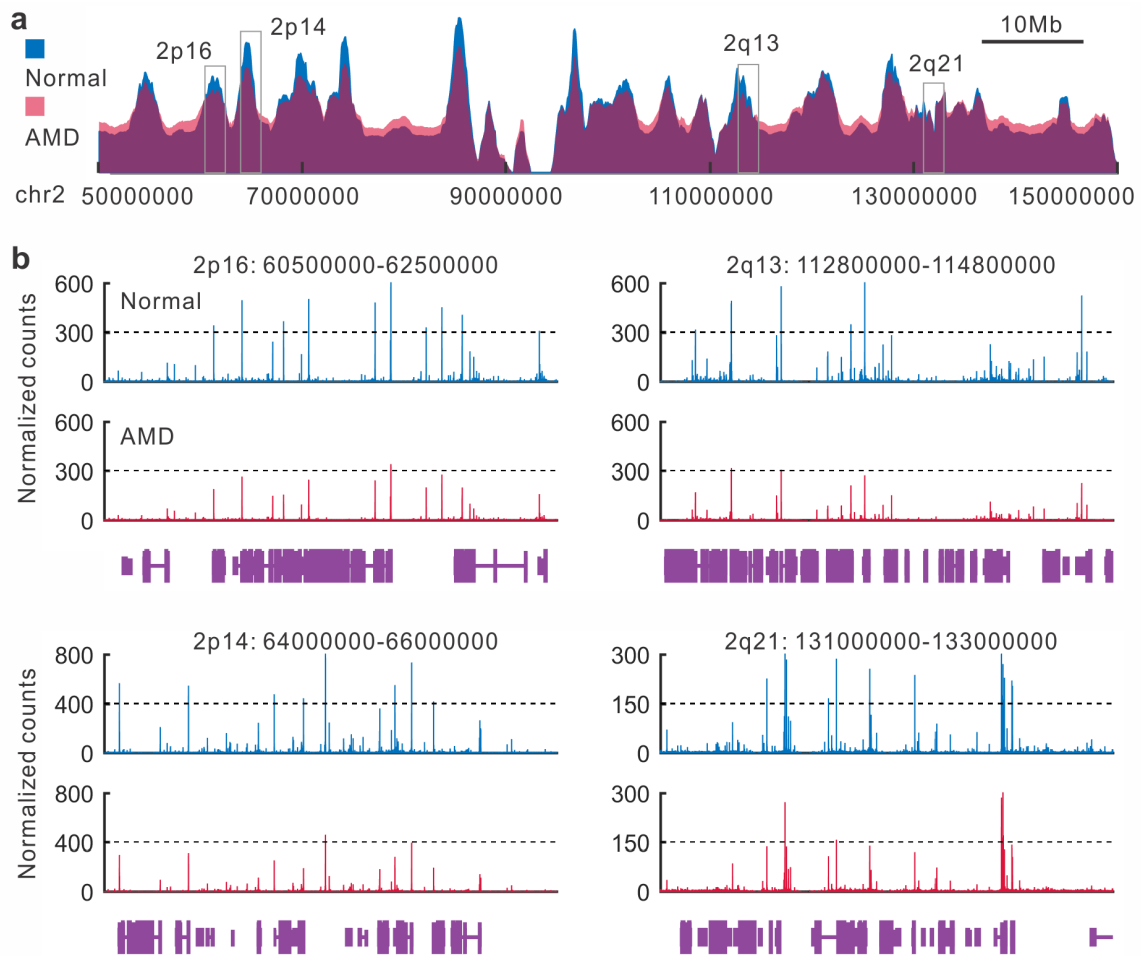 a
2p16
2p14
2q13
2q21
10Mb
Normal
AMD
chr2
50000000
70000000
90000000
110000000
130000000
150000000
b
2p16: 60500000-62500000
2q13: 112800000-114800000
Normalized counts
600
300
0
Normal
600
300
0
600
300
0
AMD
600
300
0
2p14: 64000000-66000000
2q21: 131000000-133000000
Normalized counts
800
400
0
300
150
0
800
400
0
300
150
0